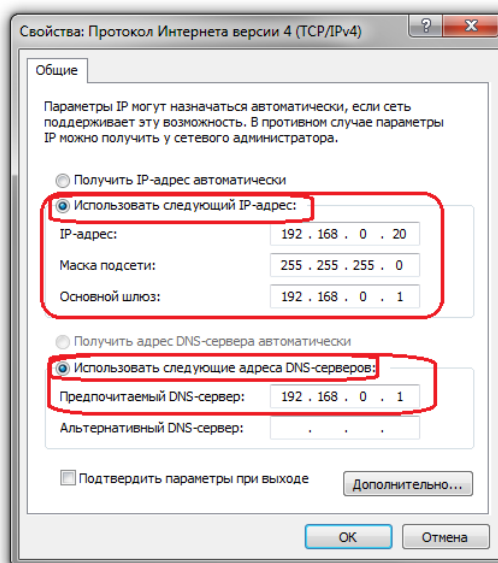 Свойства: Протокол Интернета версии 4 (TCP/IPv4)
Общие
Параметры IP могут назначаться автоматически, если сеть
поддерживает эту возможность. В противном случае параметры
IP можно получить у сетевого администратора.
Получить IP-адрес автоматически
Использовать следующий IP-адрес:
IP-адрес: 192 . 168 . 0 . 20
Маска подсети: 255 . 255 . 255 . 0
Основной шлюз: 192 . 168 . 0 . 1
Получить адрес DNS-сервера автоматически
Использовать следующие адреса DNS-серверов:
Предпочитаемый DNS-сервер: 192 . 168 . 0 . 1
Альтернативный DNS-сервер: . . .
Подтвердить параметры при выходе
Дополнительно...
OK Отмена